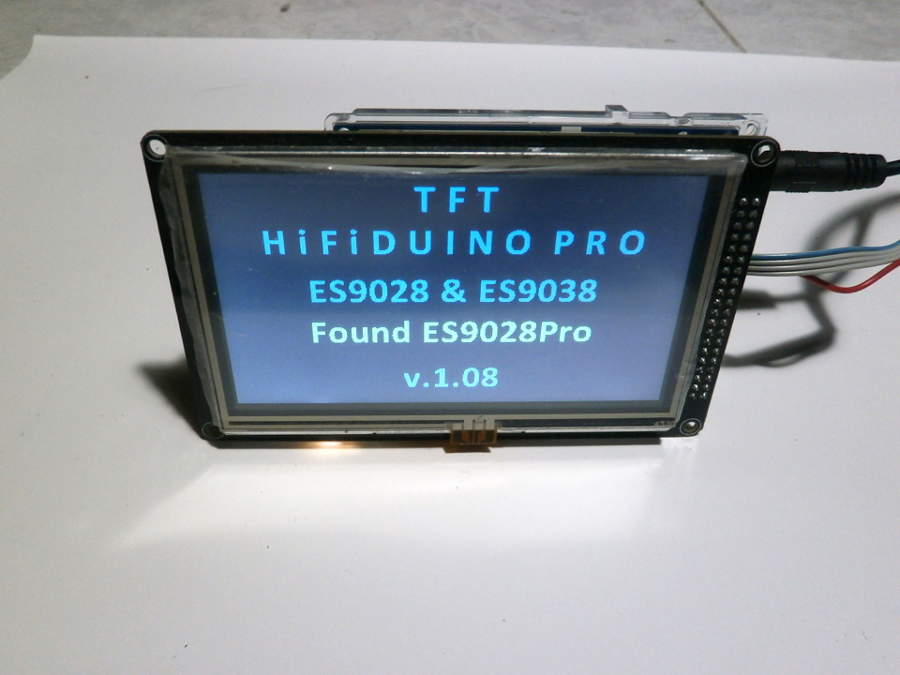 TFT
HiFiDUINO PRO
ES9028 & ES9038
Found ES9028Pro
v.1.08